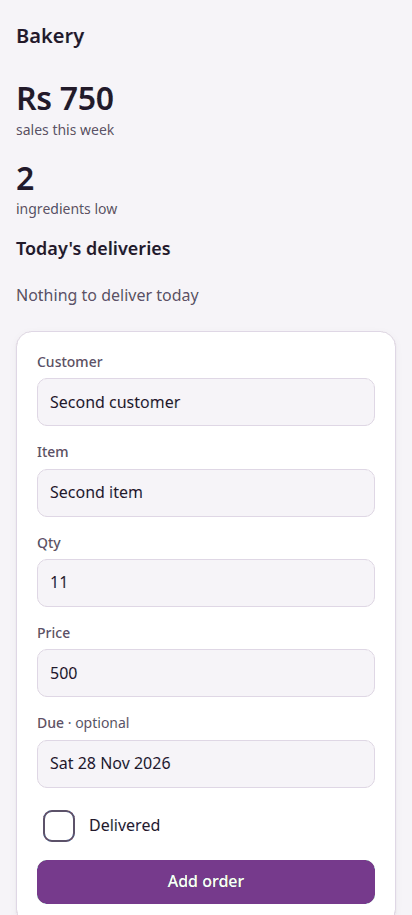 Bakery
Rs 750
sales this week
2
ingredients low
Today's deliveries
Nothing to deliver today
Customer
Second customer
Item
Second item
Qty
11
Price
500
Due · optional
Sat 28 Nov 2026
Delivered
Add order